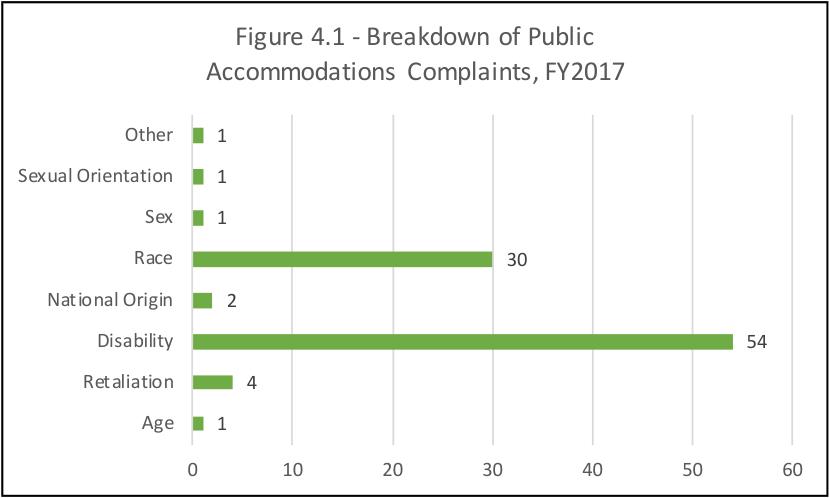 Figure 4.1 - Breakdown of Public
Accommodations Complaints, FY2017
Other 1
Sexual Orientation 1
Sex 1
Race 30
National Origin 2
Disability 54
Retaliation 4
Age 1
0 10 20 30 40 50 60